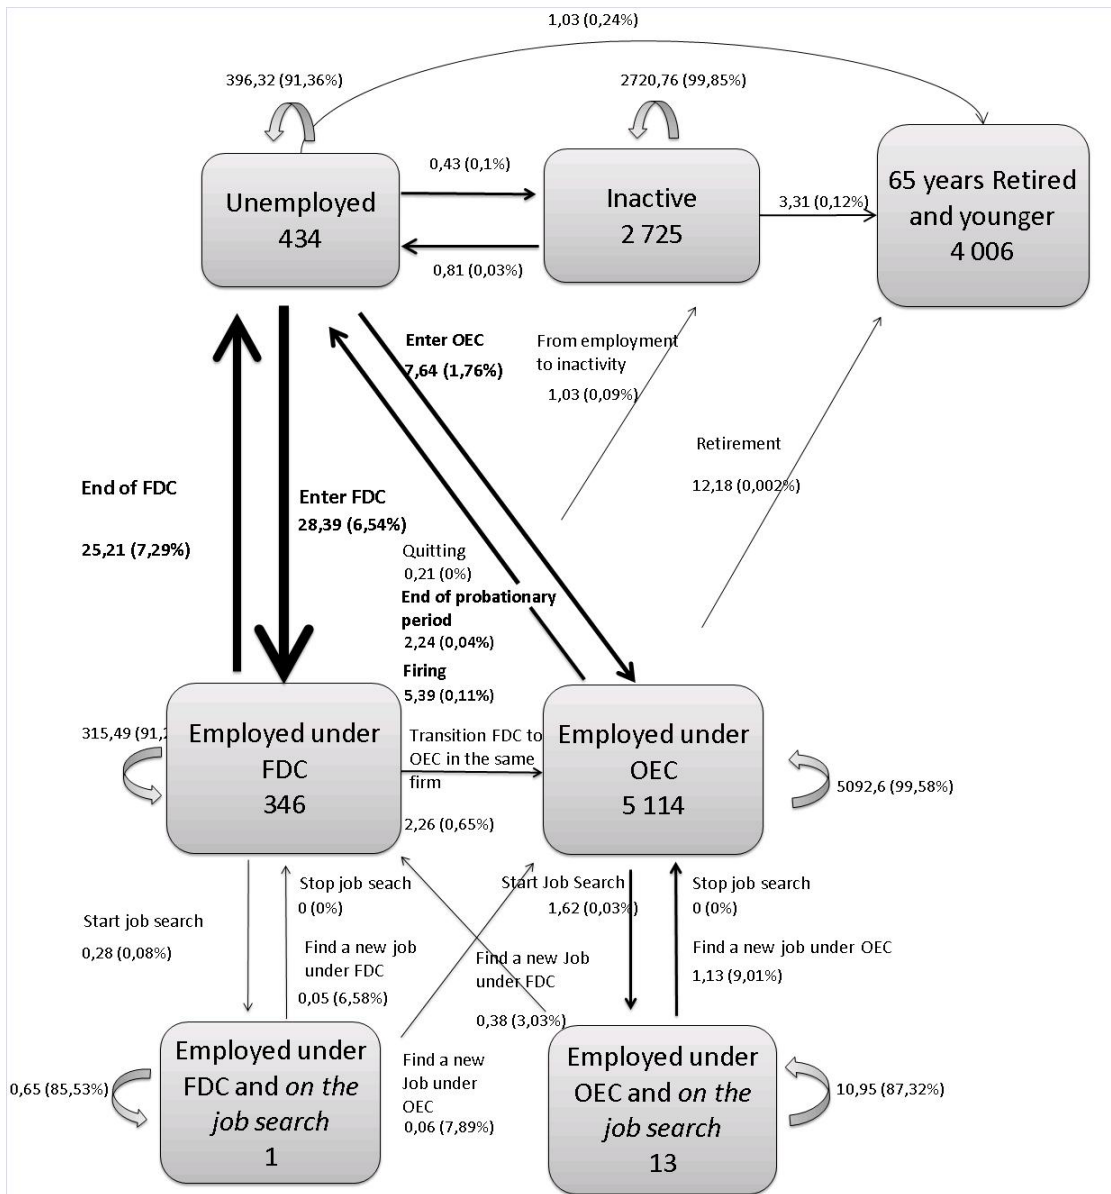 1,03 (0,24%)
396,32 (91,36%)
2720,76 (99,85%)
Unemployed
434
0,43 (0,1%)
0,81 (0,03%)
Inactive
2 725
3,31 (0,12%)
65 years Retired
and younger
4 006
Enter OEC
7,64 (1,76%)
From employment
to inactivity
1,03 (0,09%)
Retirement
12,18 (0,002%)
End of FDC
25,21 (7,29%)
Enter FDC
28,39 (6,54%)
Quitting
0,21 (0%)
End of probationary
period
2,24 (0,04%)
Firing
5,39 (0,11%)
315,49 (91,
Employed under
FDC
346
Transition FDC to
OEC in the same
firm
2,26 (0,65%)
Employed under
OEC
5 114
5092,6 (99,58%)
Start job search
0,28 (0,08%)
Stop job seach
0 (0%)
Find a new job
under FDC
0,05 (6,58%)
Start Job Search
1,62 (0,03%)
Find a new Job
under FDC
0,38 (3,03%)
Stop job search
0 (0%)
Find a new job under OEC
1,13 (9,01%)
0,65 (85,53%)
Employed under
FDC and on the
job search
1
Find a new
Job under
OEC
0,06 (7,89%)
Employed under
OEC and on the
job search
13
10,95 (87,32%)